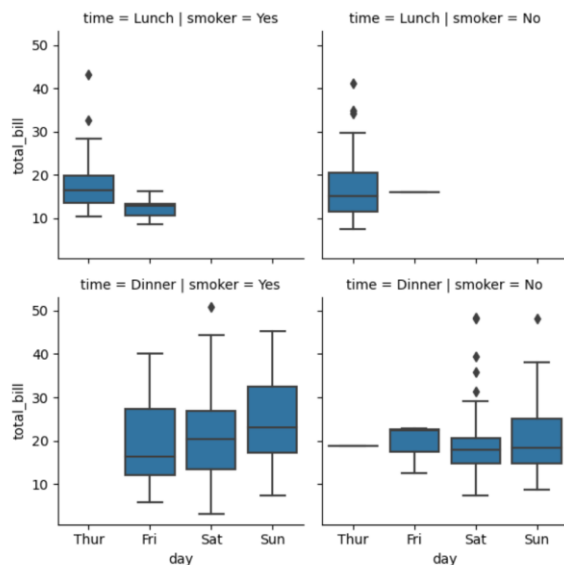 time = Lunch | smoker = Yes
time = Lunch | smoker = No
50
40
30
20
10
total_bill
time = Dinner | smoker = Yes
time = Dinner | smoker = No
50
40
30
20
10
total_bill
Thur Fri Sat Sun
Thur Fri Sat Sun
day
day